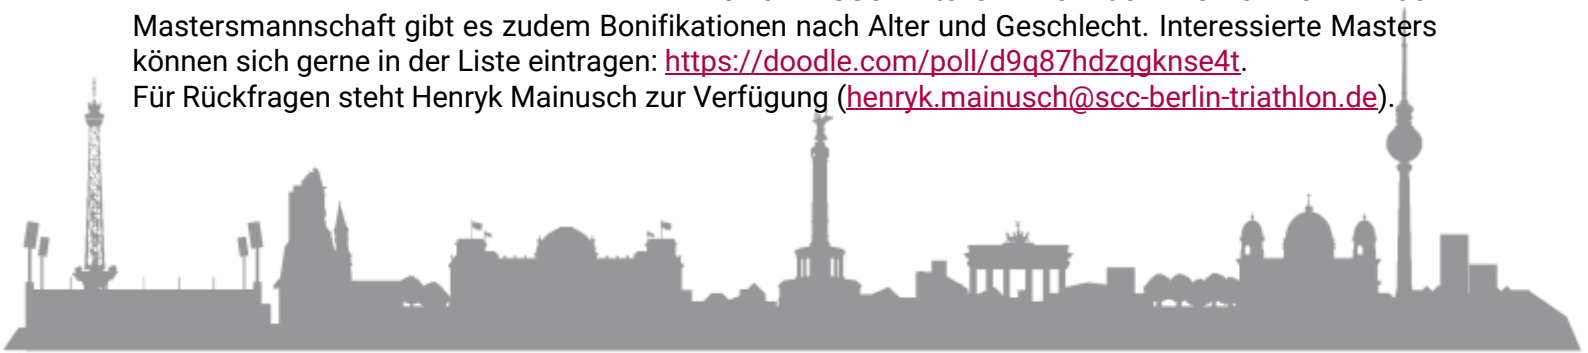 Mastersmannschaft gibt es zudem Bonifikationen nach Alter und Geschlecht. Interessierte Masters
können sich gerne in der Liste eintragen: https://doodle.com/poll/d9q87hdzqgknse4t.
Für Rückfragen steht Henryk Mainusch zur Verfügung (henryk.mainusch@scc-berlin-triathlon.de).